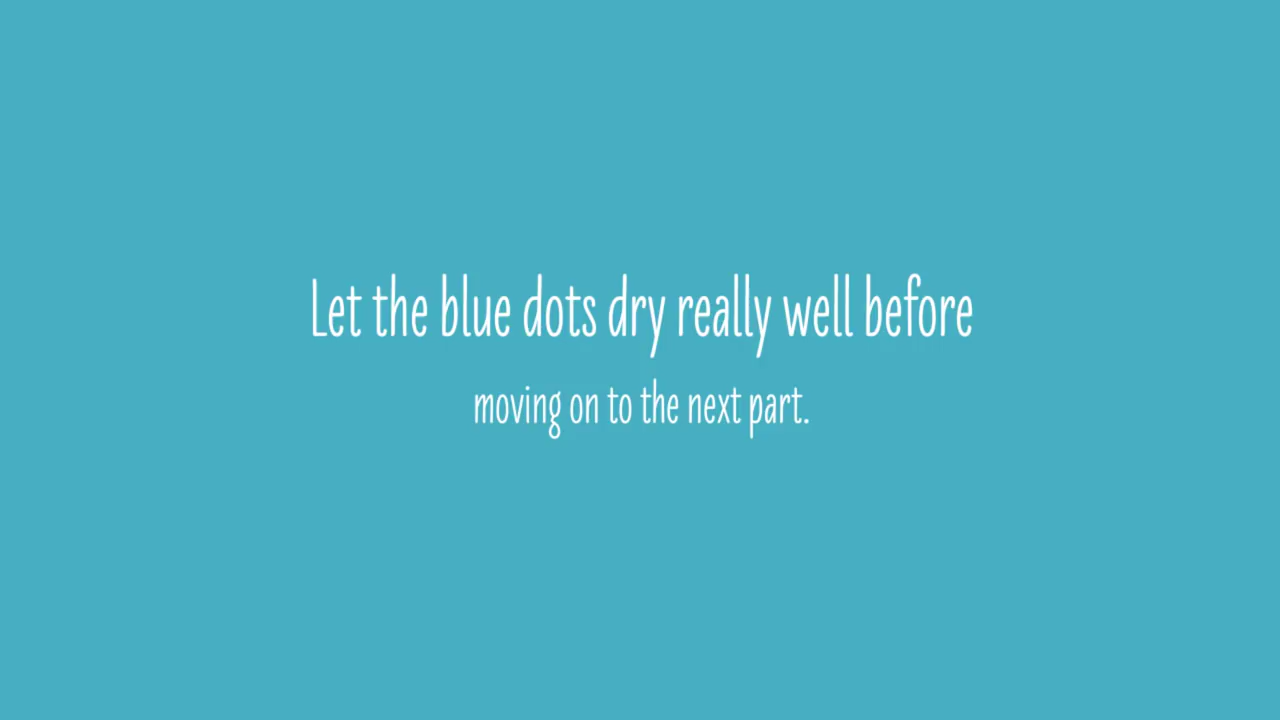 Let the blue dots dry really well before
moving on to the next part.